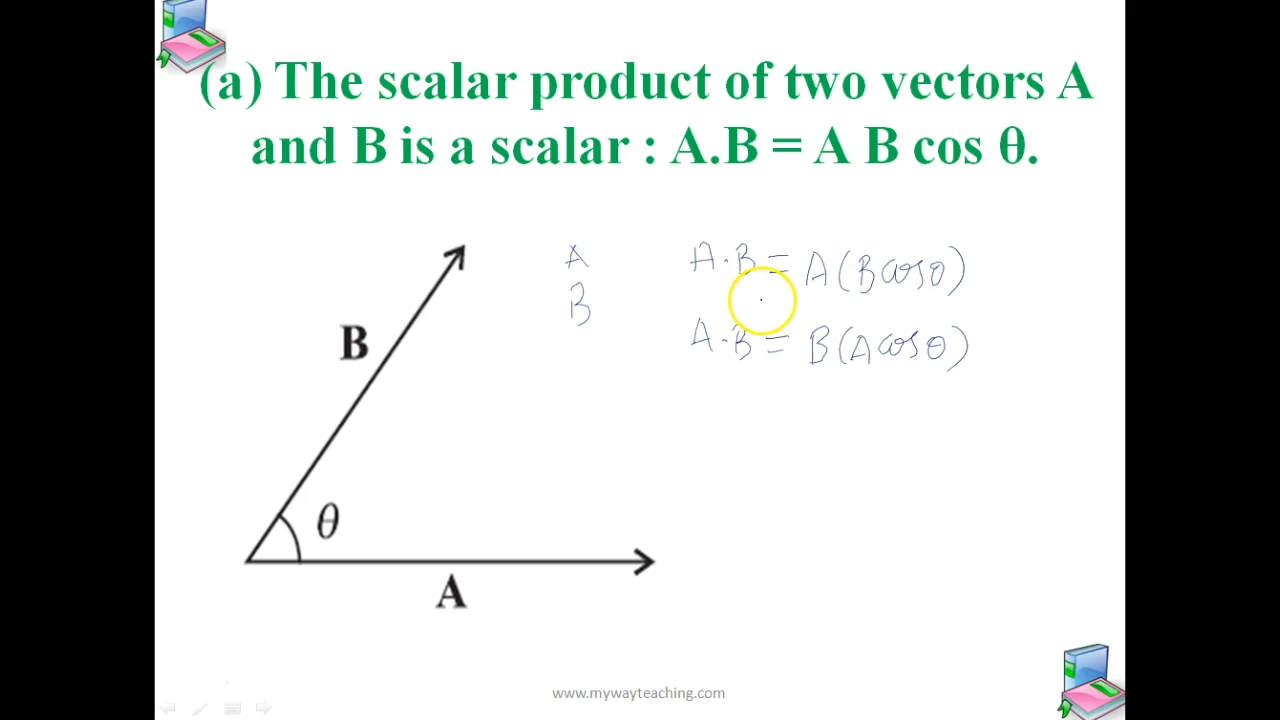 (a) The scalar product of two vectors A
and B is a scalar : A.B = A B cos θ.
A
B
A·B = A(B cos θ)
A·B = B(A cos θ)
B
θ
A
www.mywayteaching.com